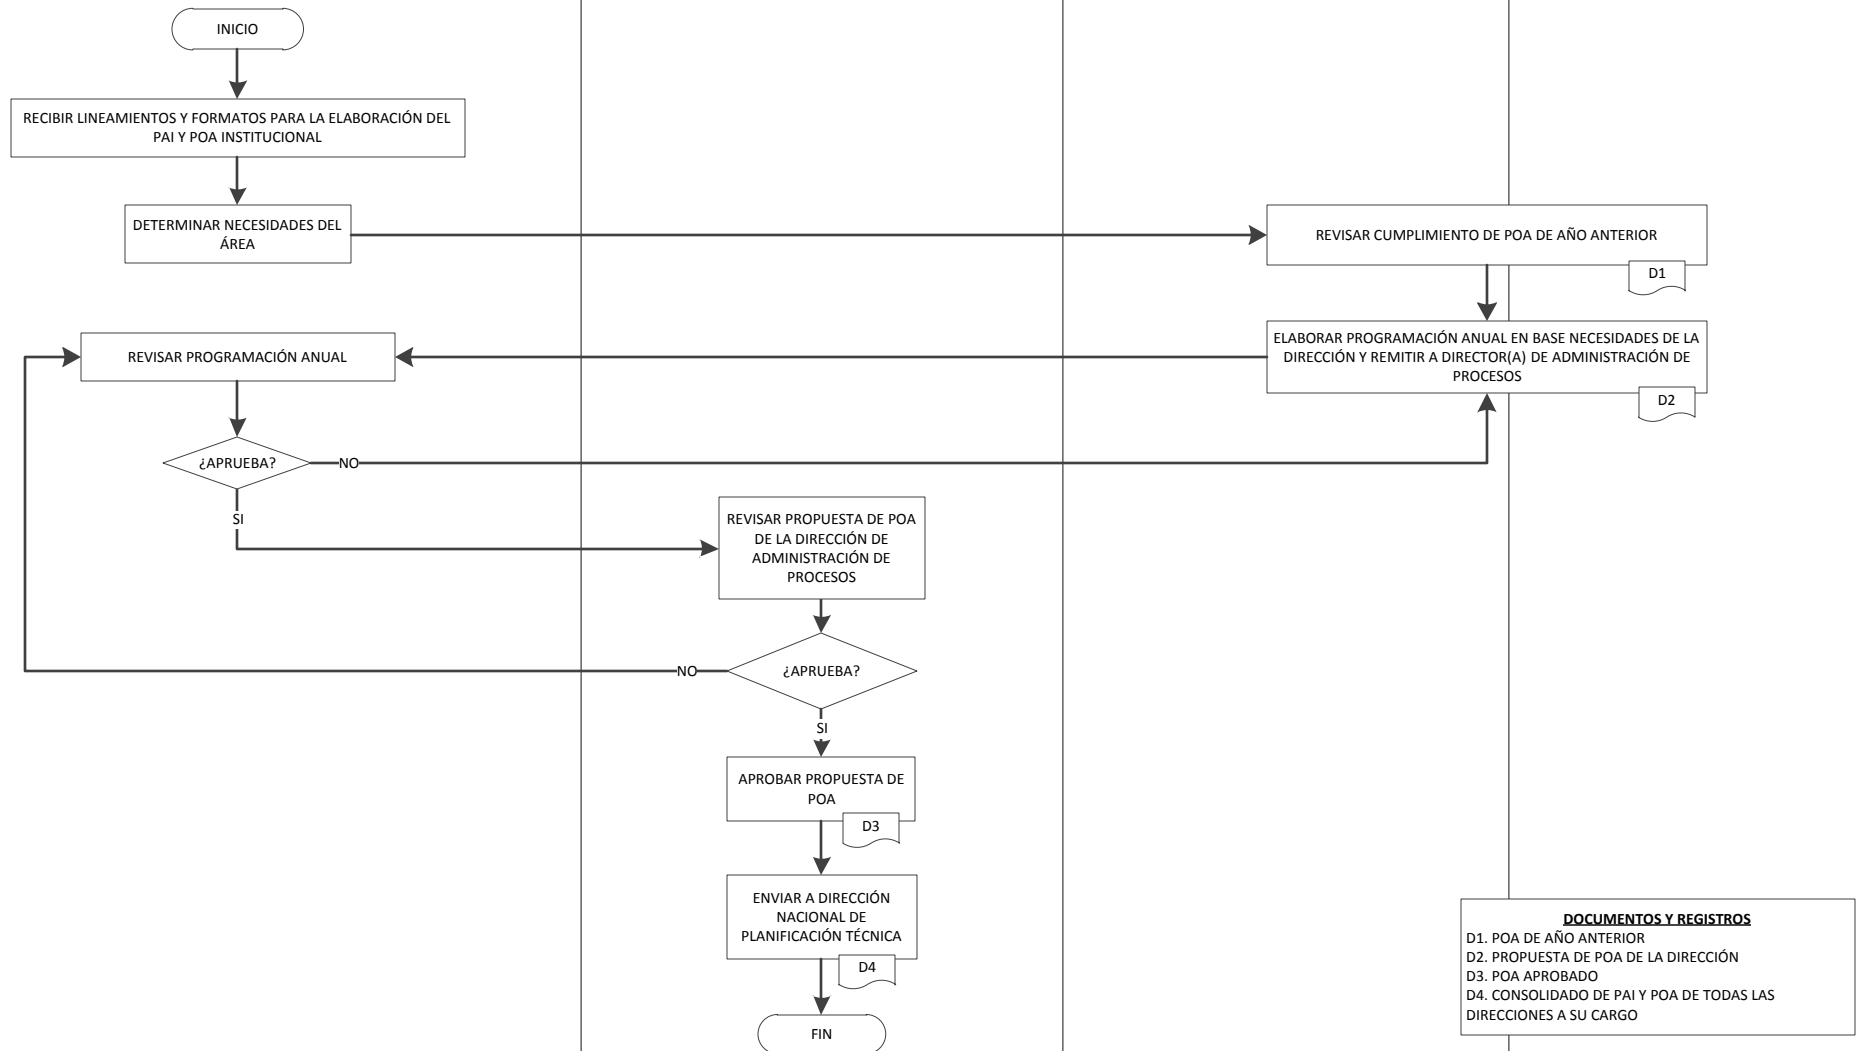 INICIO
RECIBIR LINEAMIENTOS Y FORMATOS PARA LA ELABORACIÓN DEL
PAI Y POA INSTITUCIONAL
DETERMINAR NECESIDADES DEL
ÁREA
REVISAR CUMPLIMIENTO DE POA DE AÑO ANTERIOR
D1
REVISAR PROGRAMACIÓN ANUAL
ELABORAR PROGRAMACIÓN ANUAL EN BASE NECESIDADES DE LA
DIRECCIÓN Y REMITIR A DIRECTOR(A) DE ADMINISTRACIÓN DE
PROCESOS
D2
¿APRUEBA?
NO
SI
REVISAR PROPUESTA DE POA
DE LA DIRECCIÓN DE
ADMINISTRACIÓN DE
PROCESOS
NO
¿APRUEBA?
SI
APROBAR PROPUESTA DE
POA
D3
ENVIAR A DIRECCIÓN
NACIONAL DE
PLANIFICACIÓN TÉCNICA
D4
FIN
DOCUMENTOS Y REGISTROS
D1. POA DE AÑO ANTERIOR
D2. PROPUESTA DE POA DE LA DIRECCIÓN
D3. POA APROBADO
D4. CONSOLIDADO DE PAI Y POA DE TODAS LAS
DIRECCIONES A SU CARGO